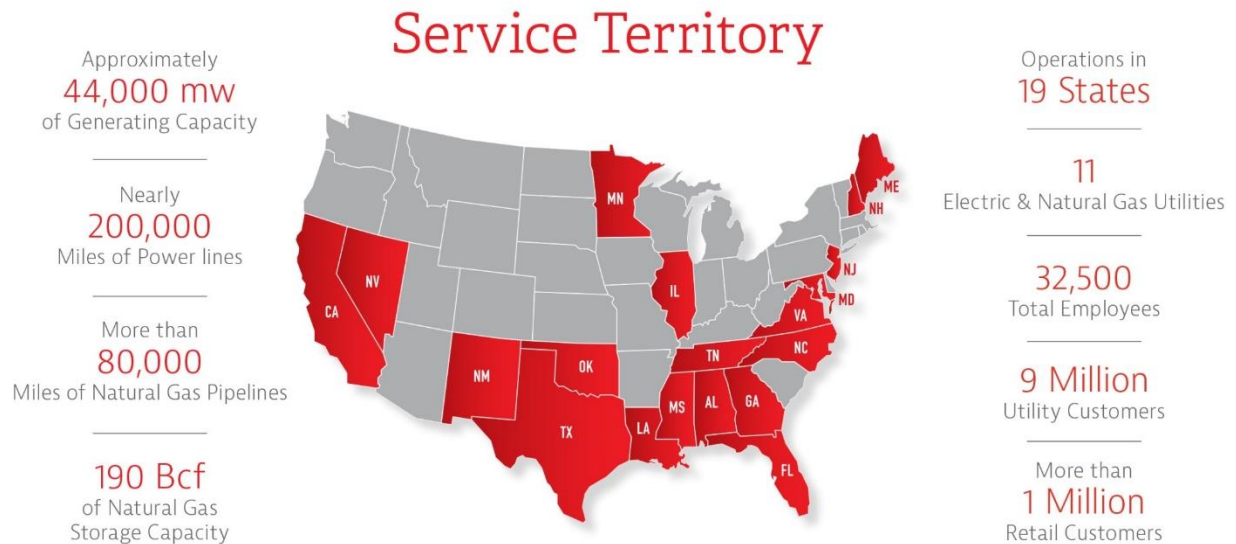 Service Territory
Approximately
44,000 mw
of Generating Capacity
Nearly
200,000
Miles of Power lines
More than
80,000
Miles of Natural Gas Pipelines
190 Bcf
of Natural Gas
Storage Capacity
MN
ME
NH
NV
CA
IL
NJ
MD
VA
OK
TN
NC
NM
MS
AL
GA
TX
LA
FL
Operations in
19 States
11
Electric & Natural Gas Utilities
32,500
Total Employees
9 Million
Utility Customers
More than
1 Million
Retail Customers